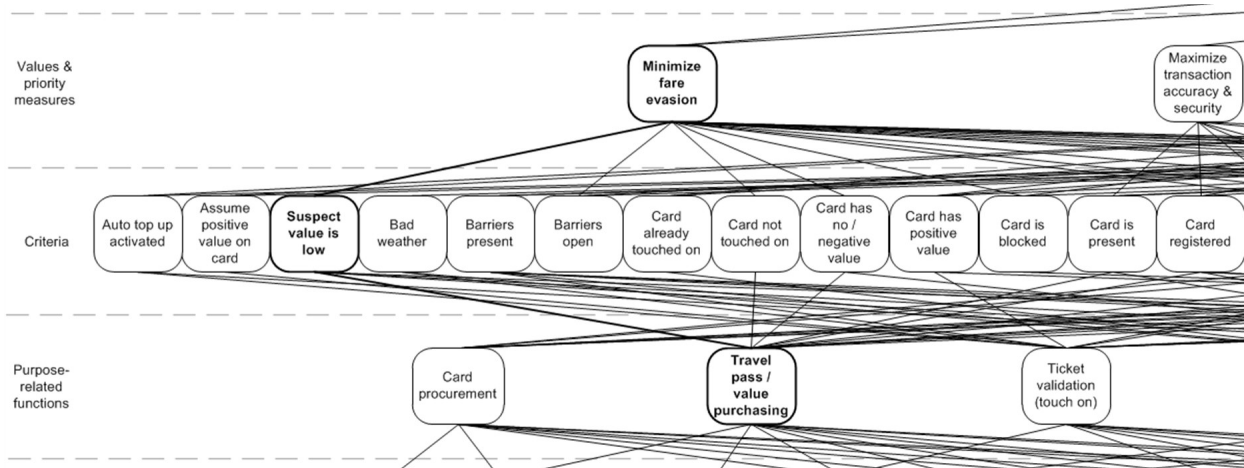 Values &
priority
measures
Minimize
fare
evasion
Maximize
transaction
accuracy &
security
Criteria
Auto top up
activated
Assume
positive
value on
card
Suspect
value is
low
Bad
weather
Barriers
present
Barriers
open
Card
already
touched on
Card not
touched on
Card has
no /
negative
value
Card has
positive
value
Card is
blocked
Card is
present
Card
registered
Purpose-
related
functions
Card
procurement
Travel
pass /
value
purchasing
Ticket
validation
(touch on)